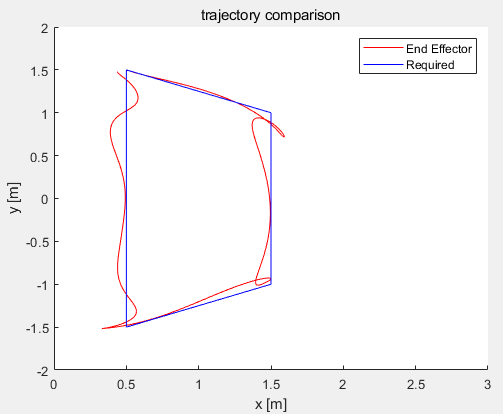 trajectory comparison
End Effector
Required
2
1.5
1
0.5
0
-0.5
-1
-1.5
-2
y [m]
0 0.5 1 1.5 2 2.5 3
x [m]